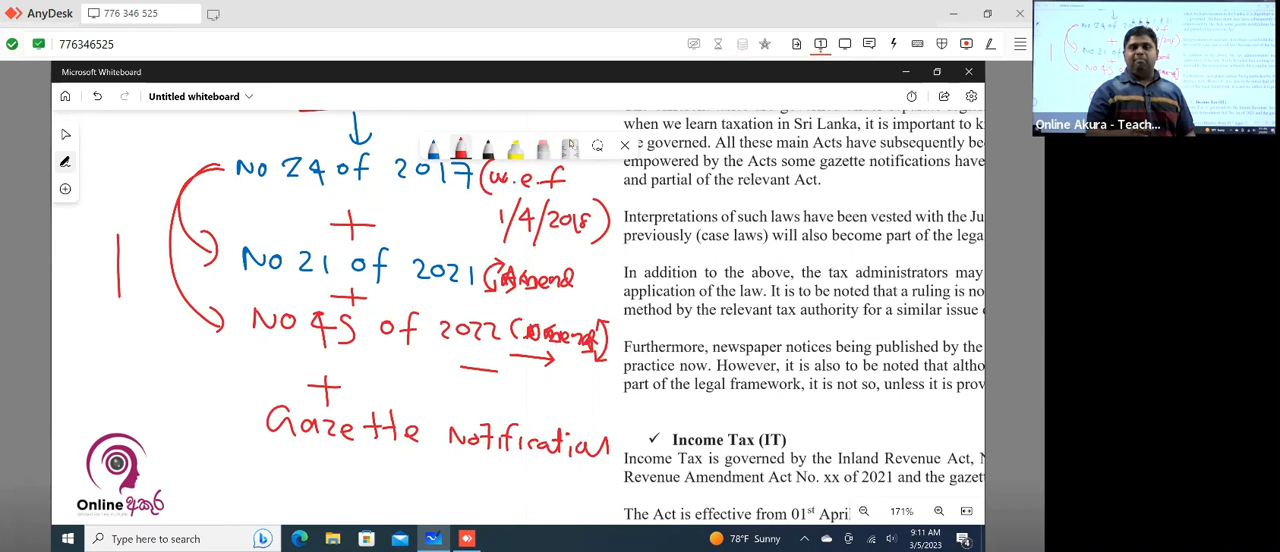 AnyDesk
776 346 525
776346525
Microsoft Whiteboard
Untitled whiteboard
No 24 of 2017 (w.e.f
1/4/2018)
+
No 21 of 2021 (Amend
+
No 45 of 2022 (Amend)
+
Gazette Notification
Online අකුර
when we learn taxation in Sri Lanka, it is important to k
e governed. All these main Acts have subsequently be
empowered by the Acts some gazette notifications have
and partial of the relevant Act.
Interpretations of such laws have been vested with the Ju
previously (case laws) will also become part of the legal
In addition to the above, the tax administrators may
application of the law. It is to be noted that a ruling is no
method by the relevant tax authority for a similar issue
Furthermore, newspaper notices being published by the
practice now. However, it is also to be noted that altho
part of the legal framework, it is not so, unless it is prov
✓ Income Tax (IT)
Income Tax is governed by the Inland Revenue Act, N
Revenue Amendment Act No. xx of 2021 and the gazet
The Act is effective from 01st April
171%
Online Akura - Teach...
Type here to search
78°F Sunny
9:11 AM
3/5/2023
4